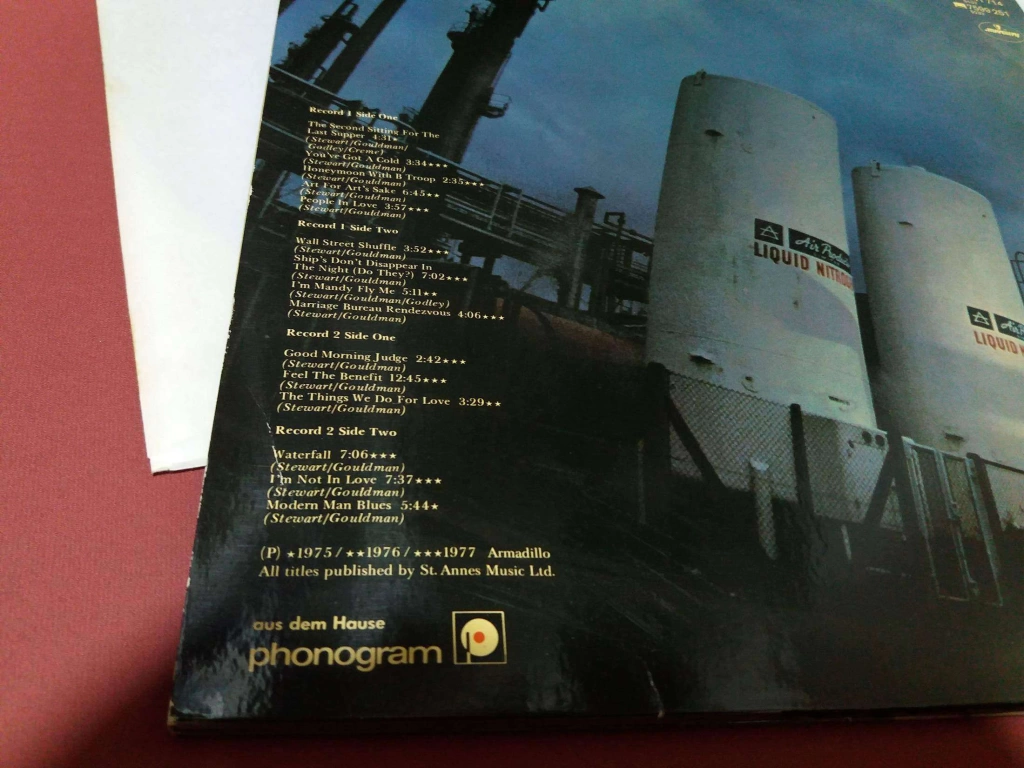 Record 1 Side One
The Second Sitting For The
Last Supper 4:31★
(Stewart/Gouldman/
Godley/Creme)
You've Got A Cold 3:34★★★
(Stewart/Gouldman)
Honeymoon With B Troop 2:35★★★
(Stewart/Gouldman)
Art For Art's Sake 6:45★★
(Stewart/Gouldman)
People In Love 3:57★★★
(Stewart/Gouldman)
Record 1 Side Two
Wall Street Shuffle 3:52★★★
(Stewart/Gouldman)
Ship's Don't Disappear In
The Night (Do They?) 7:02★★★
(Stewart/Gouldman)
I'm Mandy Fly Me 5:11★★
(Stewart/Gouldman/Godley)
Marriage Bureau Rendezvous 4:06★★★
(Stewart/Gouldman)
Record 2 Side One
Good Morning Judge 2:42★★★
(Stewart/Gouldman)
Feel The Benefit 12:45★★★
(Stewart/Gouldman)
The Things We Do For Love 3:29★★
(Stewart/Gouldman)
Record 2 Side Two
Waterfall 7:06★★★
(Stewart/Gouldman)
I'm Not In Love 7:37★★★
(Stewart/Gouldman)
Modern Man Blues 5:44★
(Stewart/Gouldman)
(P) ★1975/★★1976/★★★1977 Armadillo
All titles published by St. Annes Music Ltd.
aus dem Hause
phonogram
7599 251
mercury
Air
LIQUID
LIQUID